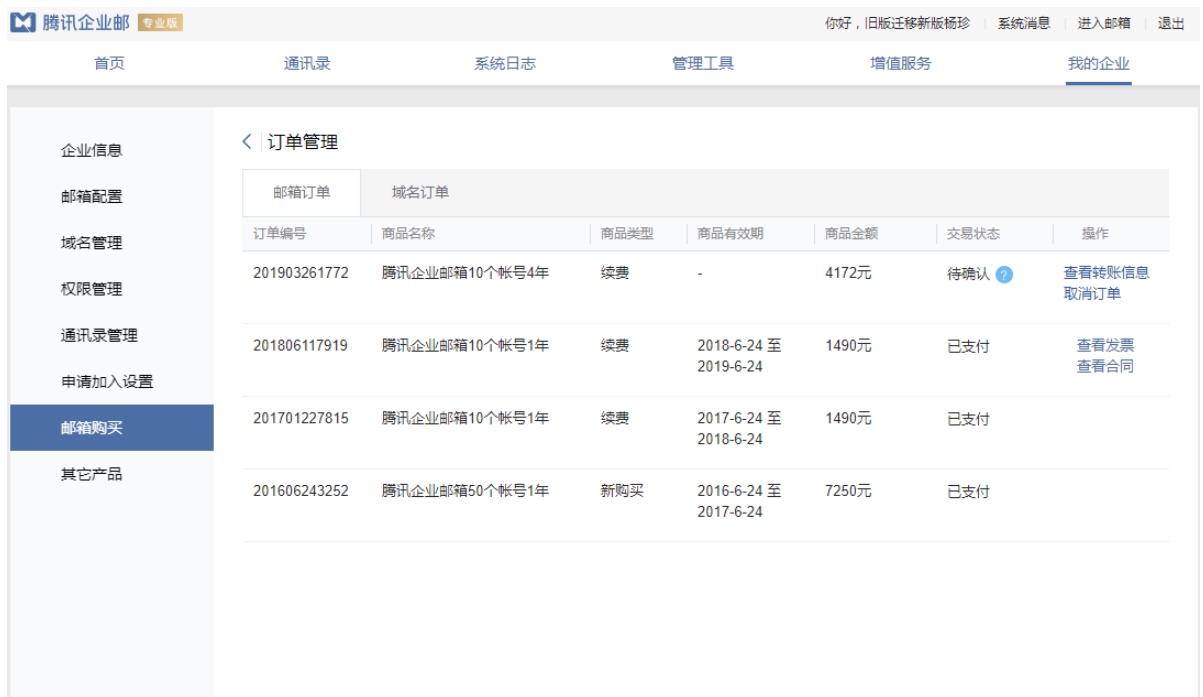 腾讯企业邮 专业版 你好，旧版迁移新版杨珍 系统消息 进入邮箱 退出
首页 通讯录 系统日志 管理工具 增值服务 我的企业
企业信息
邮箱配置
域名管理
权限管理
通讯录管理
申请加入设置
邮箱购买
其它产品
订单管理
邮箱订单 域名订单
订单编号 商品名称 商品类型 商品有效期 商品金额 交易状态 操作
201903261772 腾讯企业邮箱10个帐号4年 续费 - 4172元 待确认 ? 查看转账信息
取消订单
201806117919 腾讯企业邮箱10个帐号1年 续费 2018-6-24 至 1490元 已支付 查看发票
2019-6-24 查看合同
201701227815 腾讯企业邮箱10个帐号1年 续费 2017-6-24 至 1490元 已支付
2018-6-24
201606243252 腾讯企业邮箱50个帐号1年 新购买 2016-6-24 至 7250元 已支付
2017-6-24